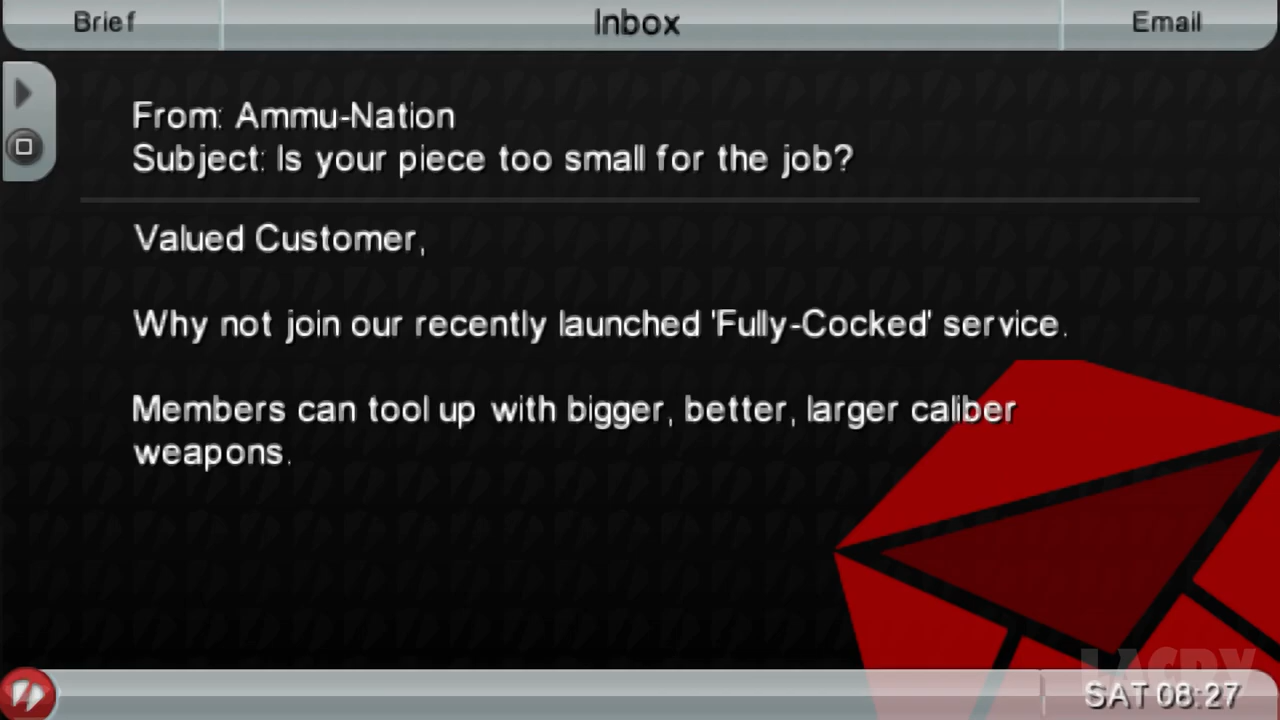 Brief
Inbox
Email
From: Ammu-Nation
Subject: Is your piece too small for the job?
Valued Customer,
Why not join our recently launched 'Fully-Cocked' service.
Members can tool up with bigger, better, larger caliber
weapons.
SAT 08:27